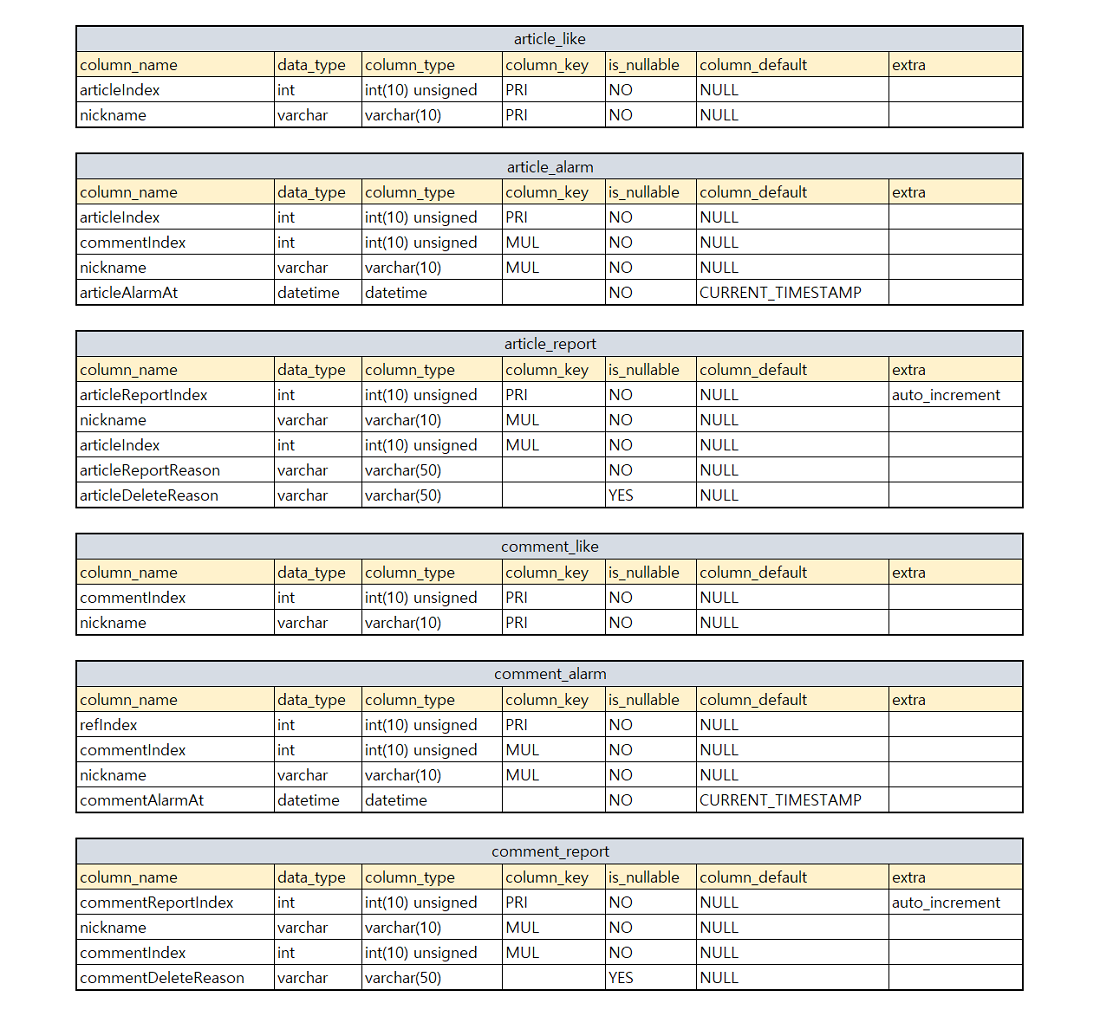 article_like
column_name data_type column_type column_key is_nullable column_default extra
articleIndex int int(10) unsigned PRI NO NULL
nickname varchar varchar(10) PRI NO NULL
article_alarm
column_name data_type column_type column_key is_nullable column_default extra
articleIndex int int(10) unsigned PRI NO NULL
commentIndex int int(10) unsigned MUL NO NULL
nickname varchar varchar(10) MUL NO NULL
articleAlarmAt datetime datetime NO CURRENT_TIMESTAMP
article_report
column_name data_type column_type column_key is_nullable column_default extra
articleReportIndex int int(10) unsigned PRI NO NULL auto_increment
nickname varchar varchar(10) MUL NO NULL
articleIndex int int(10) unsigned MUL NO NULL
articleReportReason varchar varchar(50) NO NULL
articleDeleteReason varchar varchar(50) YES NULL
comment_like
column_name data_type column_type column_key is_nullable column_default extra
commentIndex int int(10) unsigned PRI NO NULL
nickname varchar varchar(10) PRI NO NULL
comment_alarm
column_name data_type column_type column_key is_nullable column_default extra
refIndex int int(10) unsigned PRI NO NULL
commentIndex int int(10) unsigned MUL NO NULL
nickname varchar varchar(10) MUL NO NULL
commentAlarmAt datetime datetime NO CURRENT_TIMESTAMP
comment_report
column_name data_type column_type column_key is_nullable column_default extra
commentReportIndex int int(10) unsigned PRI NO NULL auto_increment
nickname varchar varchar(10) MUL NO NULL
commentIndex int int(10) unsigned MUL NO NULL
commentDeleteReason varchar varchar(50) YES NULL